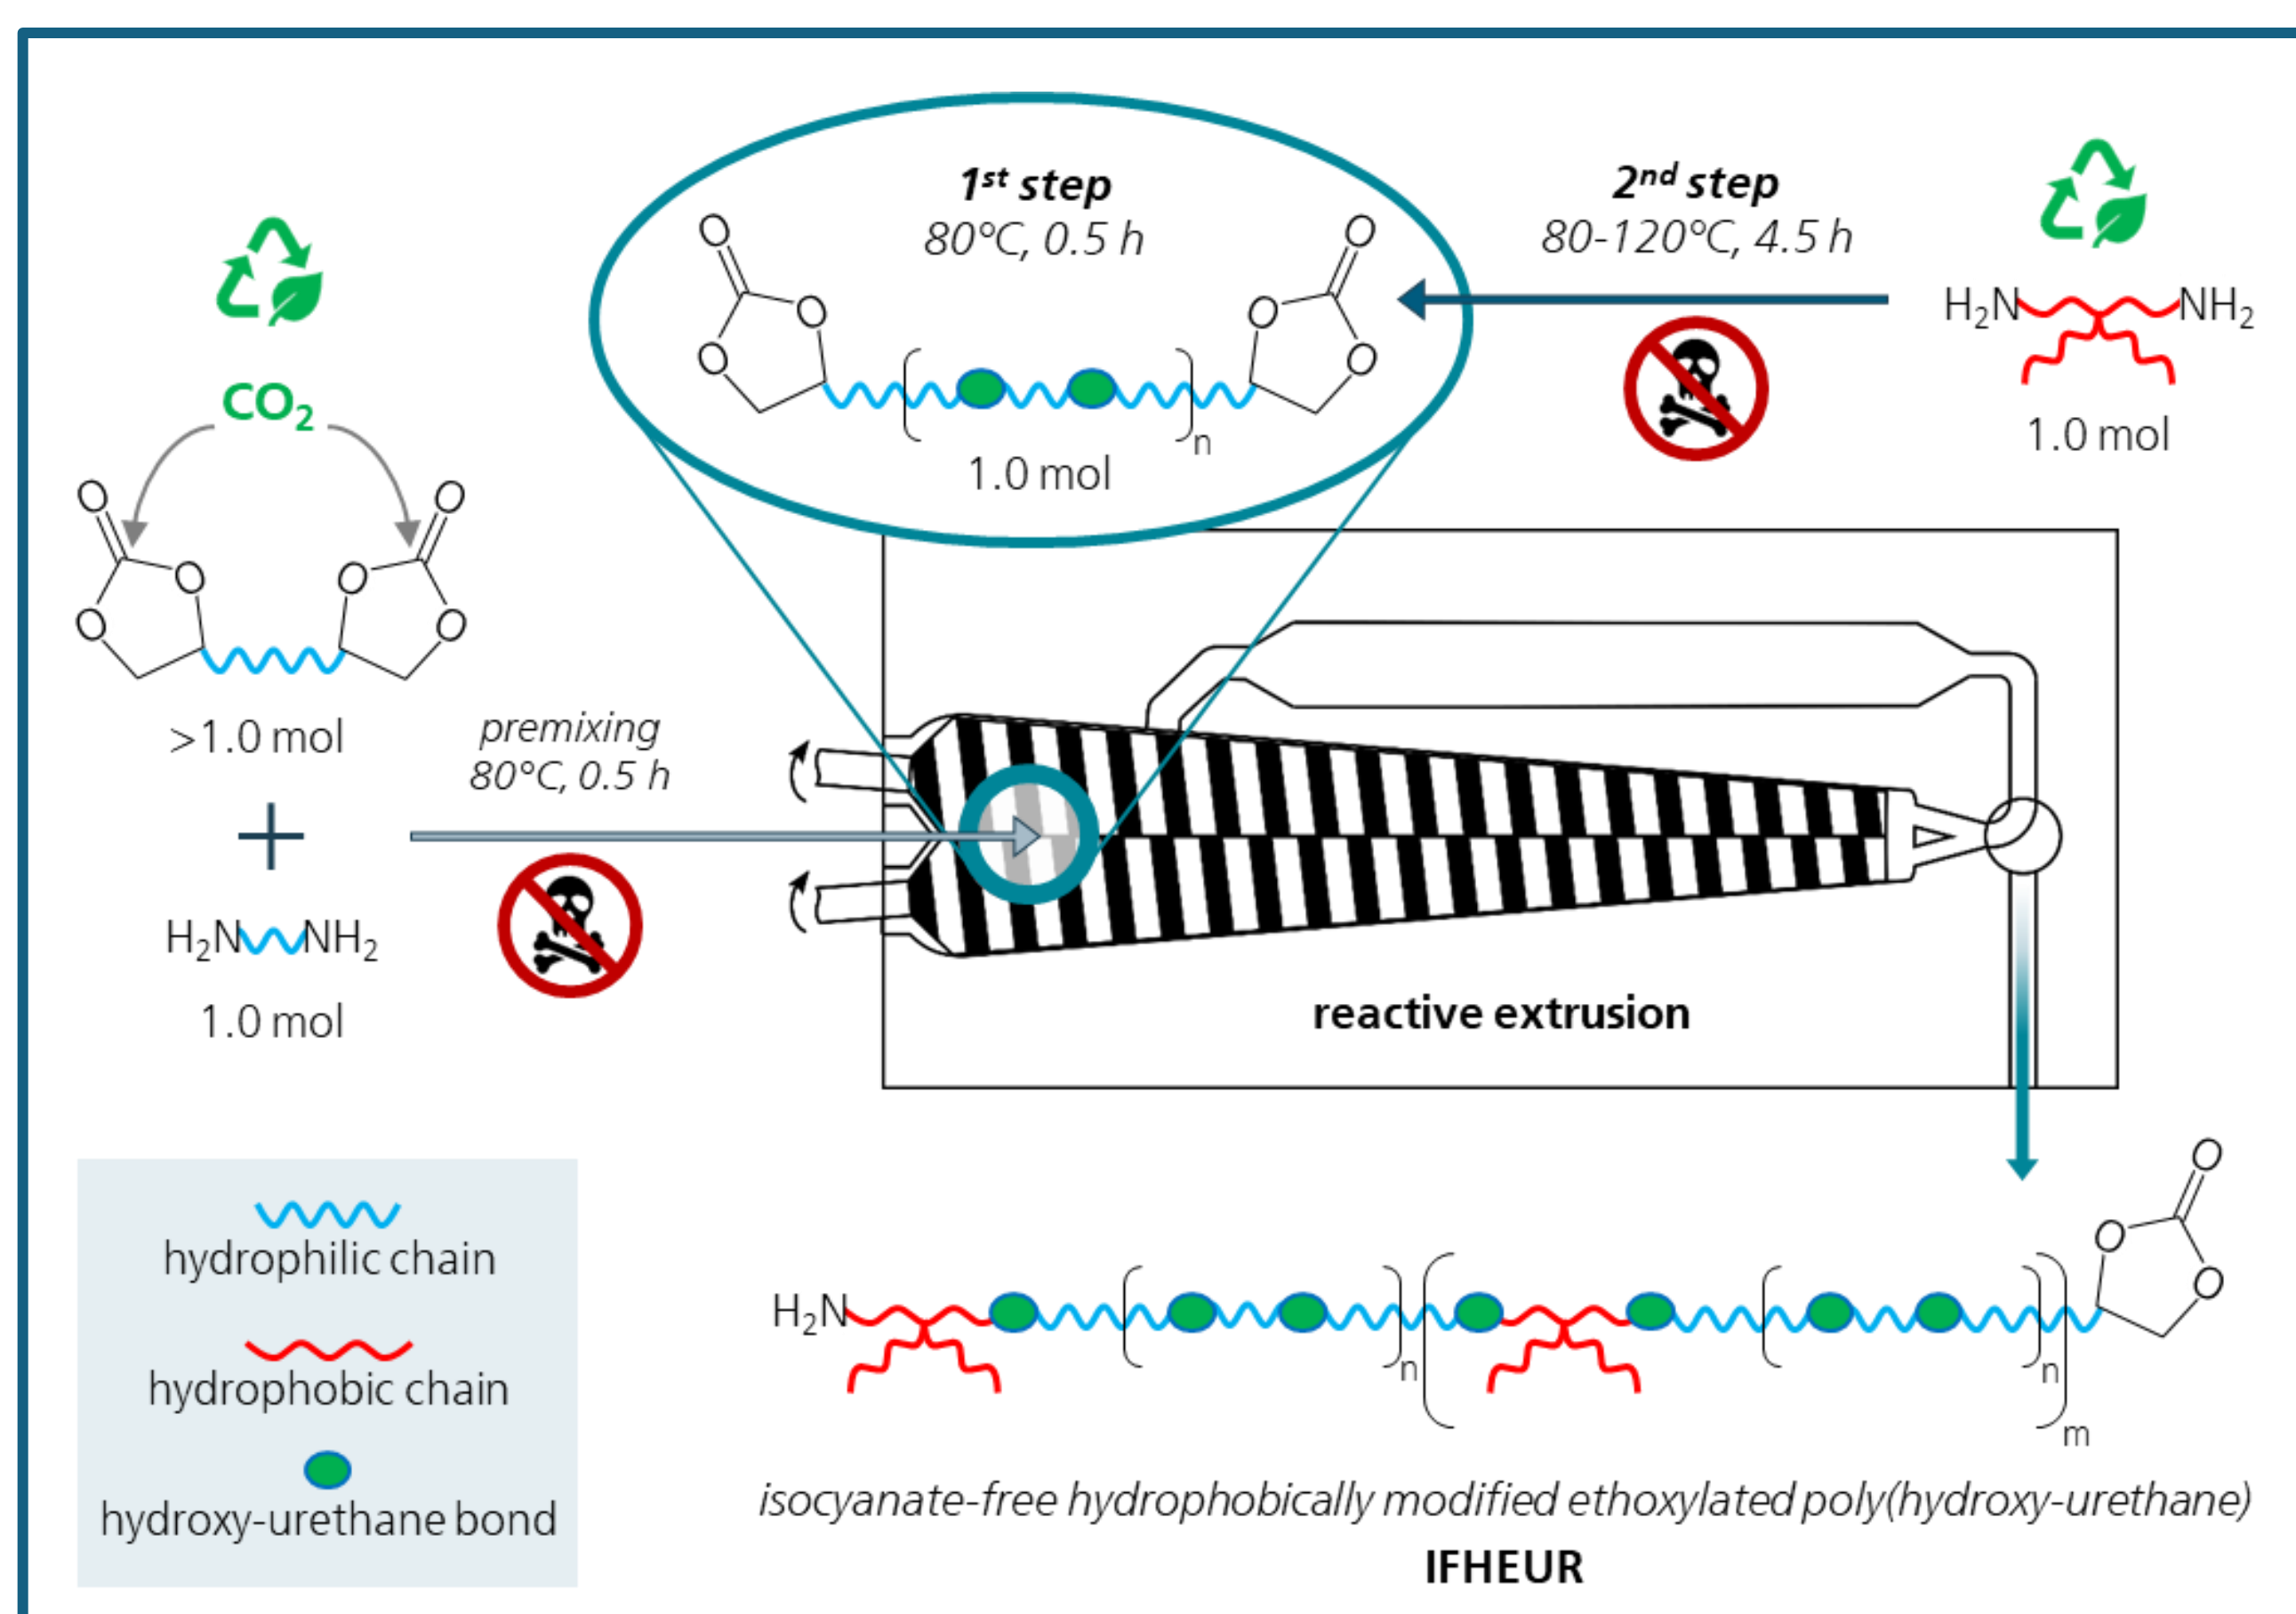 1st step
80°C, 0.5 h
O
O
O
O
O
O
n
1.0 mol
2nd step
80-120°C, 4.5 h
H2N
NH2
1.0 mol
CO2
O
O
O
O
O
O
>1.0 mol
+
H2N
NH2
1.0 mol
premixing
80°C, 0.5 h
reactive extrusion
hydrophilic chain
hydrophobic chain
hydroxy-urethane bond
H2N
n
n
m
O
O
O
isocyanate-free hydrophobically modified ethoxylated poly(hydroxy-urethane)
IFHEUR